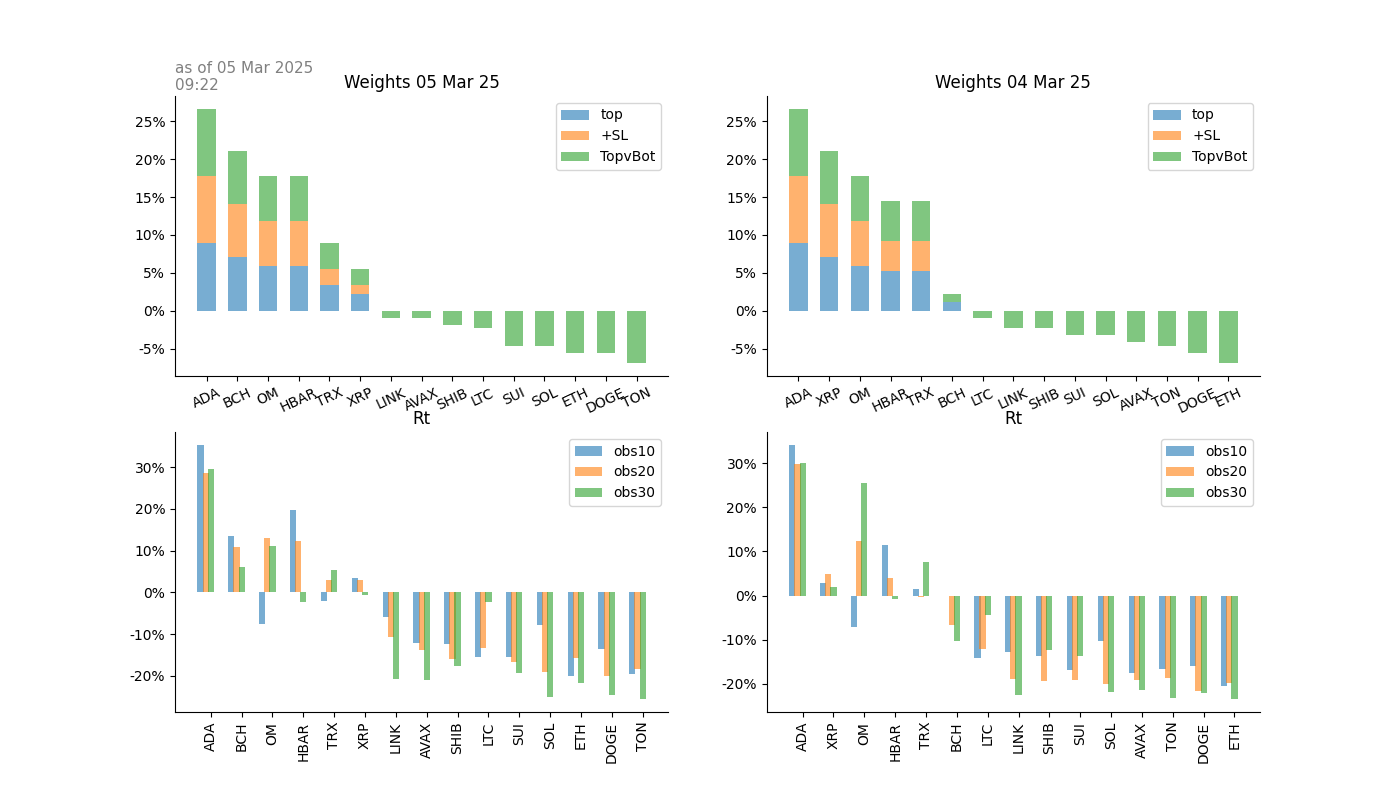 as of 05 Mar 2025
09:22
Weights 05 Mar 25
25%
20%
15%
10%
5%
0%
-5%
top
+SL
TopvBot
ADA BCH OM HBAR TRX XRP LINK AVAX SHIB LTC SUI SOL ETH DOGE TON
Weights 04 Mar 25
25%
20%
15%
10%
5%
0%
-5%
top
+SL
TopvBot
ADA XRP OM HBAR TRX BCH LTC LINK SHIB SUI SOL AVAX TON DOGE ETH
Rt
30%
20%
10%
0%
-10%
-20%
obs10
obs20
obs30
ADA BCH OM HBAR TRX XRP LINK AVAX SHIB LTC SUI SOL ETH DOGE TON
Rt
30%
20%
10%
0%
-10%
-20%
obs10
obs20
obs30
ADA XRP OM HBAR TRX BCH LTC LINK SHIB SUI SOL AVAX TON DOGE ETH